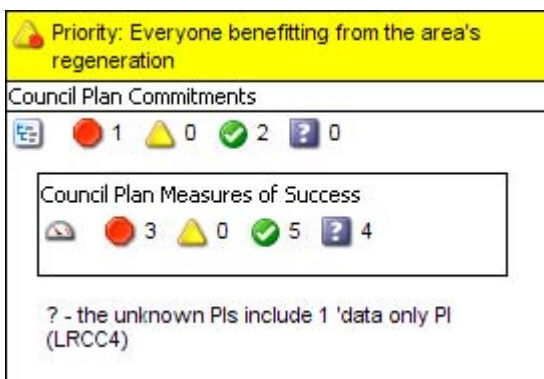 Priority: Everyone benefitting from the area's
regeneration
Council Plan Commitments
1 0 2 ? 0
Council Plan Measures of Success
3 0 5 ? 4
? - the unknown PIs include 1 'data only PI
(LRCC4)